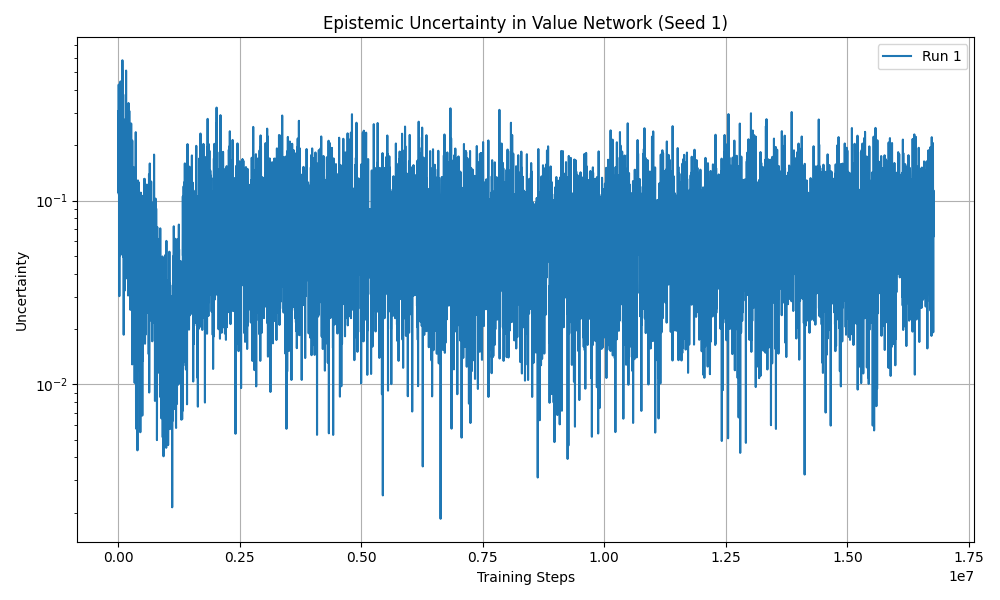 Epistemic Uncertainty in Value Network (Seed 1)
Run 1
Uncertainty
10⁻¹
10⁻²
0.00 0.25 0.50 0.75 1.00 1.25 1.50 1.75
1e7
Training Steps